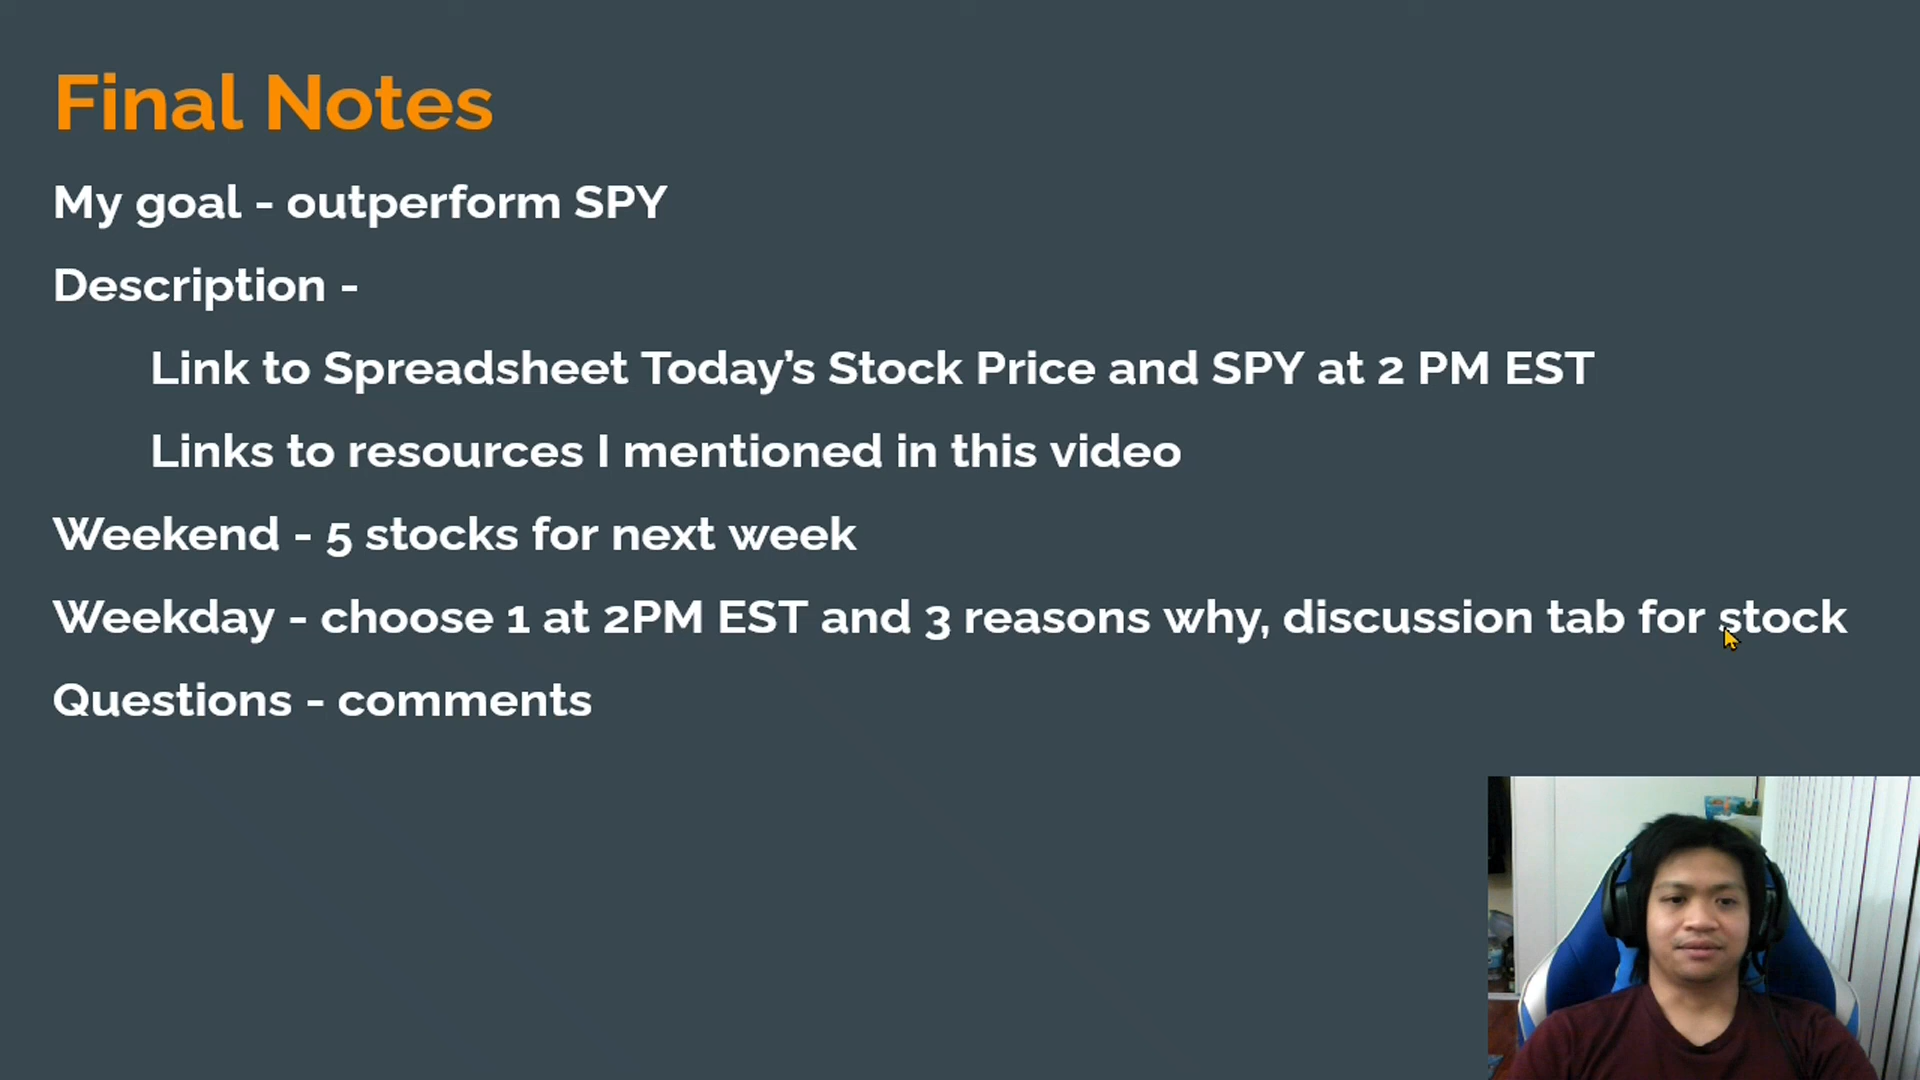 Final Notes
My goal - outperform SPY
Description -
Link to Spreadsheet Today’s Stock Price and SPY at 2 PM EST
Links to resources I mentioned in this video
Weekend - 5 stocks for next week
Weekday - choose 1 at 2PM EST and 3 reasons why, discussion tab for stock
Questions - comments